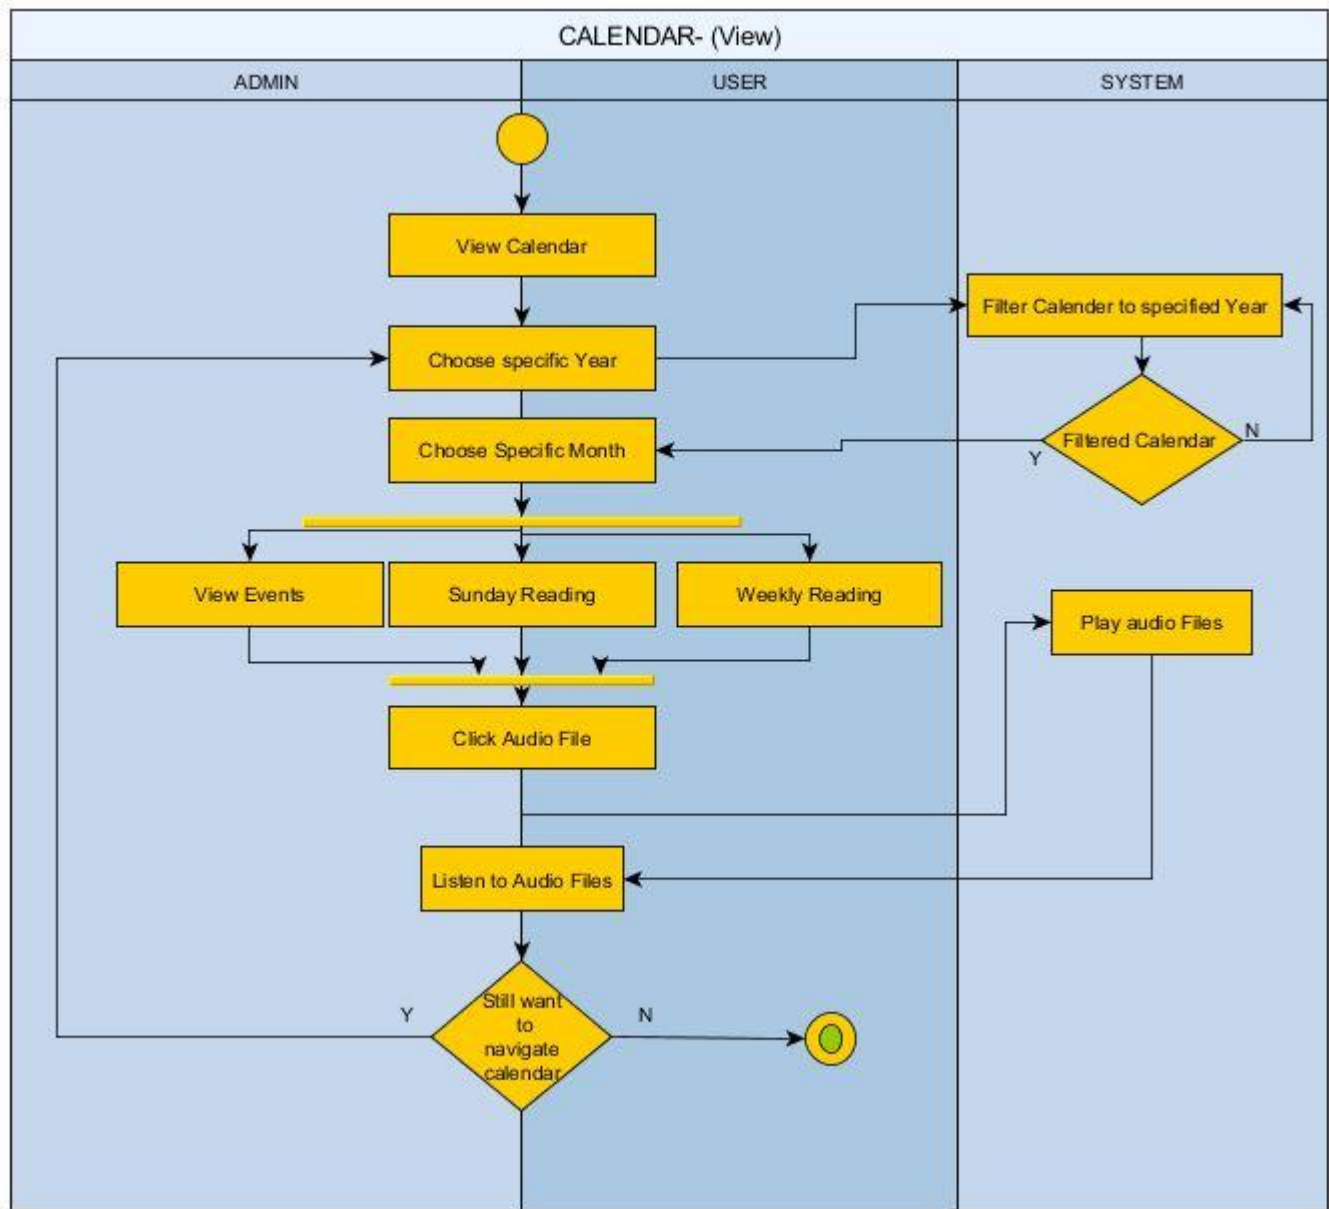 CALENDAR- (View)
ADMIN
USER
SYSTEM
View Calendar
Filter Calender to specified Year
Choose specific Year
Filtered Calendar
N
Y
Choose Specific Month
View Events
Sunday Reading
Weekly Reading
Play audio Files
Click Audio File
Listen to Audio Files
Y
Still want
to
navigate
calendar
N